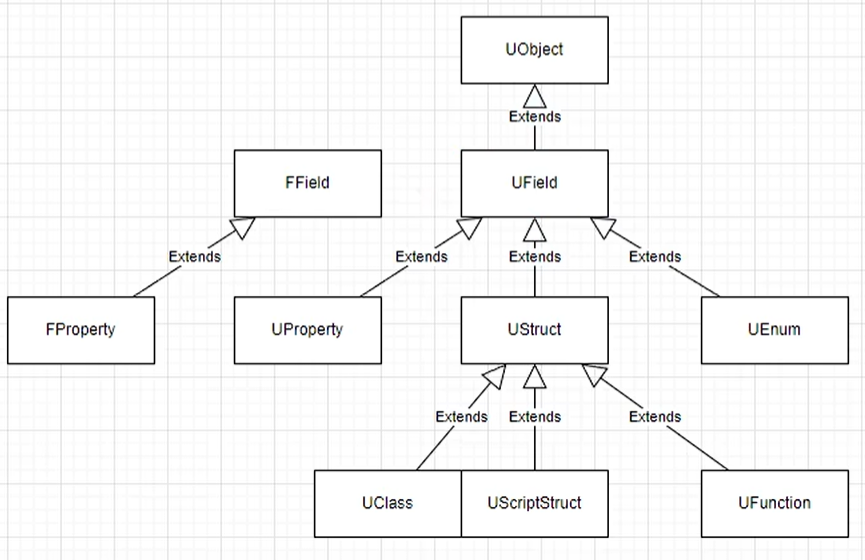 UObject
Extends
FField
UField
Extends
Extends
Extends
Extends
FProperty
UProperty
UStruct
UEnum
Extends
Extends
Extends
UClass
UScriptStruct
UFunction